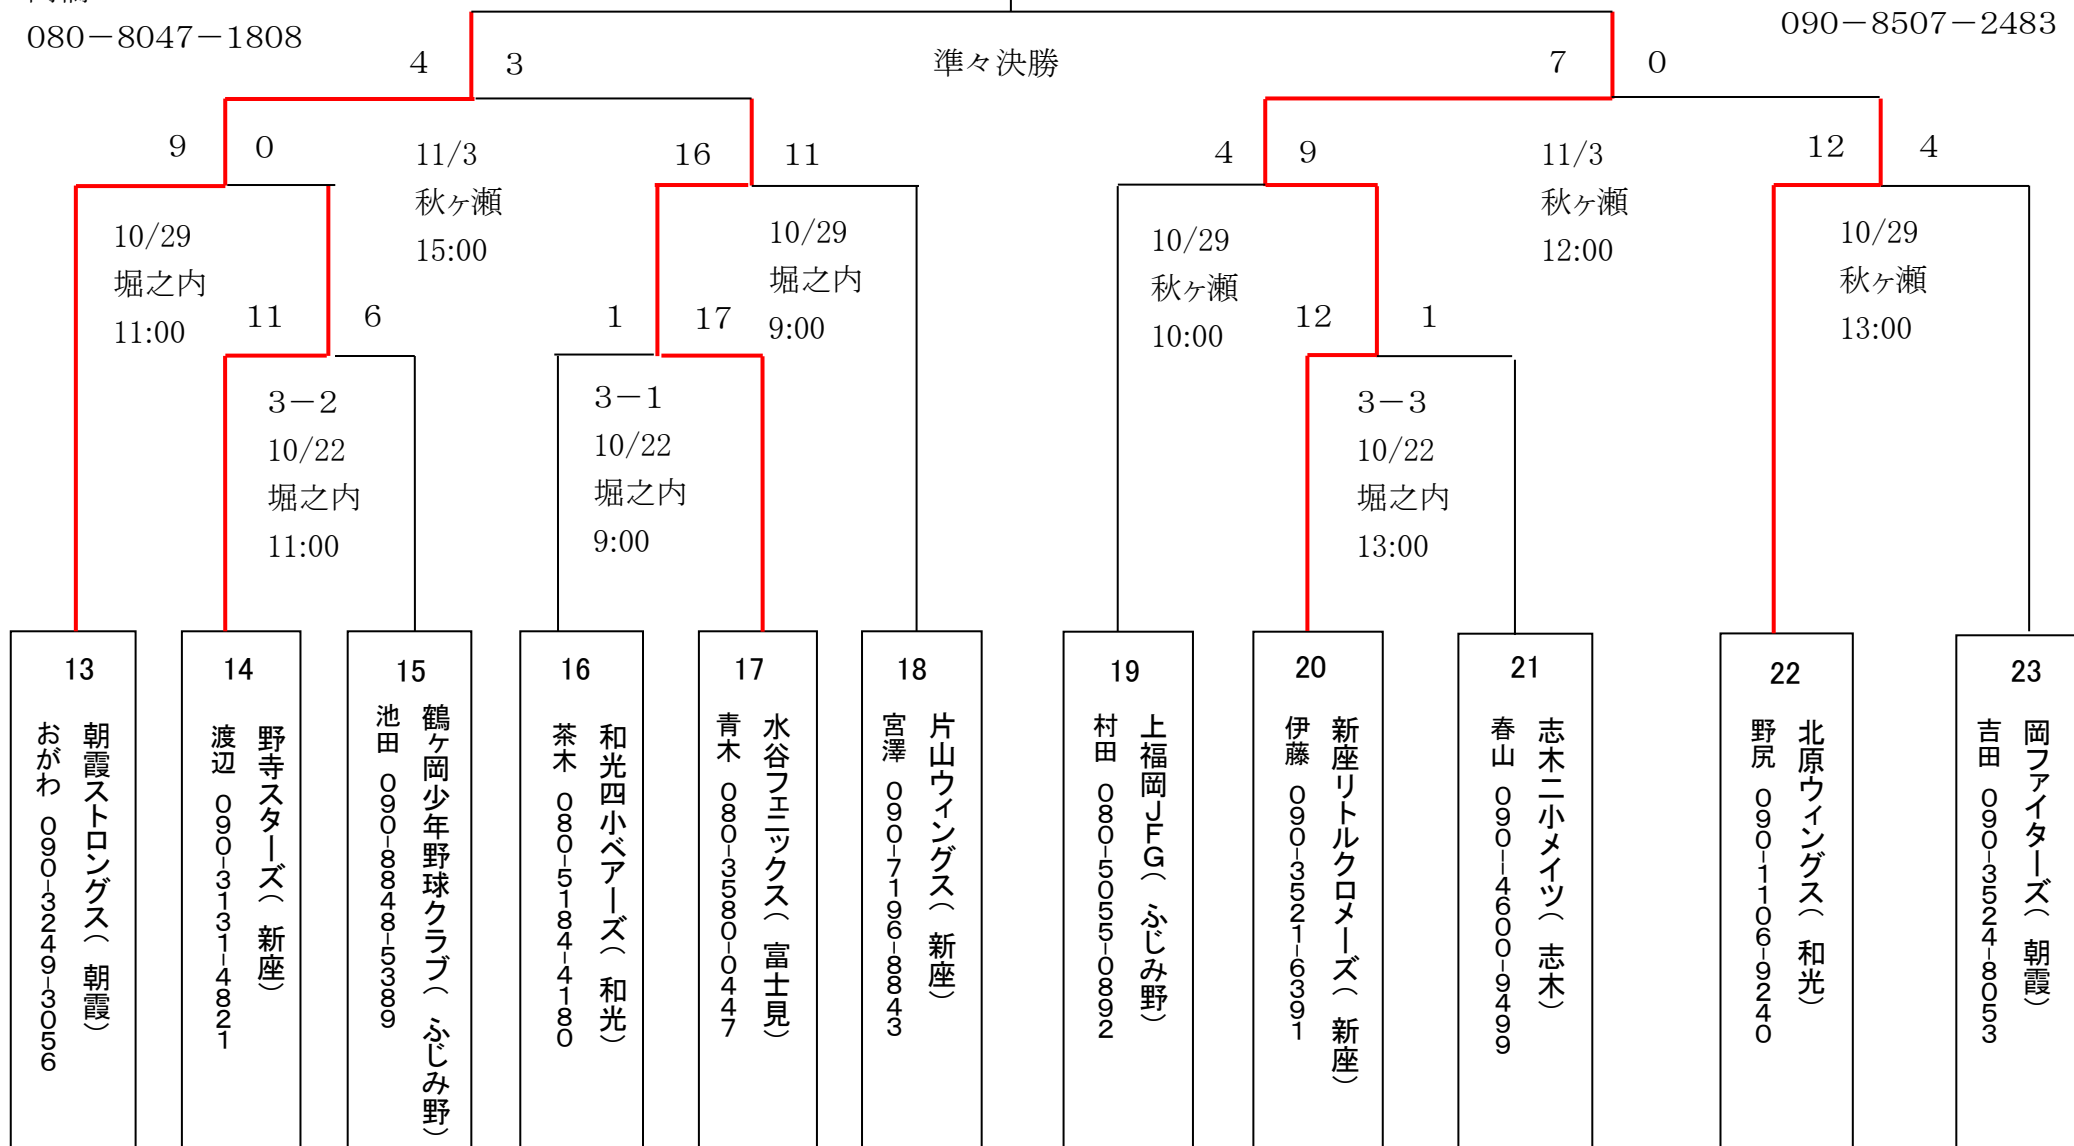 080－8047－1808
090－8507－2483
4 3
準々決勝
7 0
9 0
11/3
秋ヶ瀬
15:00
16 11
4 9
11/3
秋ヶ瀬
12:00
12 4
10/29
堀之内
11:00
10/29
堀之内
9:00
10/29
秋ヶ瀬
10:00
10/29
秋ヶ瀬
13:00
11 6
1 17
12 1
3－2
10/22
堀之内
11:00
3－1
10/22
堀之内
9:00
3－3
10/22
堀之内
13:00
13
朝霞ストロングス（朝霞）
おがわ 090-3249-3056
14
野寺スターズ（新座）
渡辺 090-3131-4821
15
鶴ヶ岡少年野球クラブ（ふじみ野）
池田 090-8848-5389
16
和光四小ベアーズ（和光）
茶木 080-5184-4180
17
水谷フェニックス（富士見）
青木 080-3580-0447
18
片山ウィングス（新座）
宮澤 090-7196-8843
19
上福岡ＪＦＧ（ふじみ野）
村田 080-5055-0892
20
新座リトルクロメーズ（新座）
伊藤 090-3521-6391
21
志木二小メイツ（志木）
春山 090-4600-9499
22
北原ウィングス（和光）
野尻 090-1106-9240
23
岡ファイターズ（朝霞）
吉田 090-3524-8053